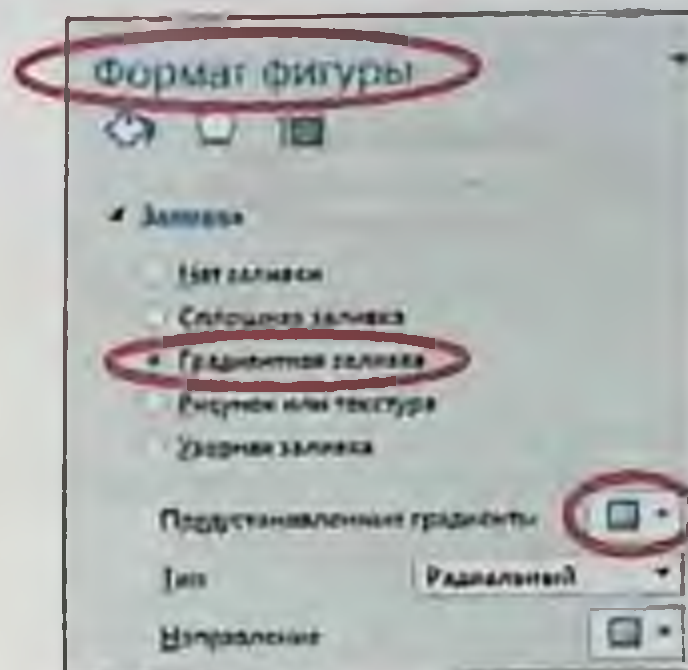 Формат фигуры
Заливка
Нет заливки
Сплошная заливка
Градиентная заливка
Рисунок или текстура
Узорная заливка
Предустановленные градиенты
Тип Радиальный
Направление